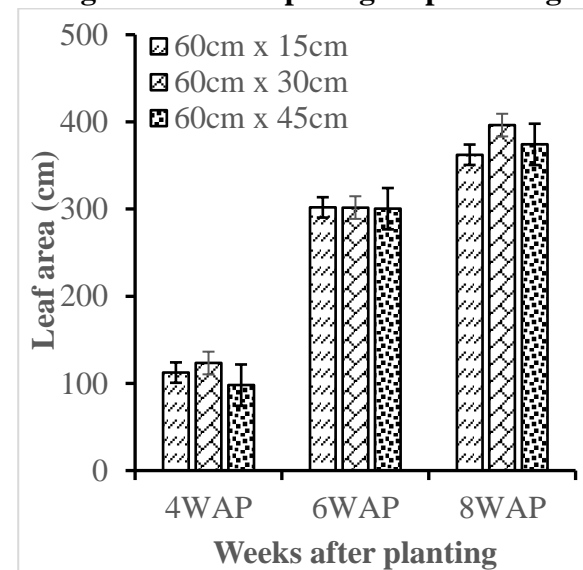 500
400
300
200
100
0
60cm x 15cm
60cm x 30cm
60cm x 45cm
Leaf area (cm)
4WAP 6WAP 8WAP
Weeks after planting